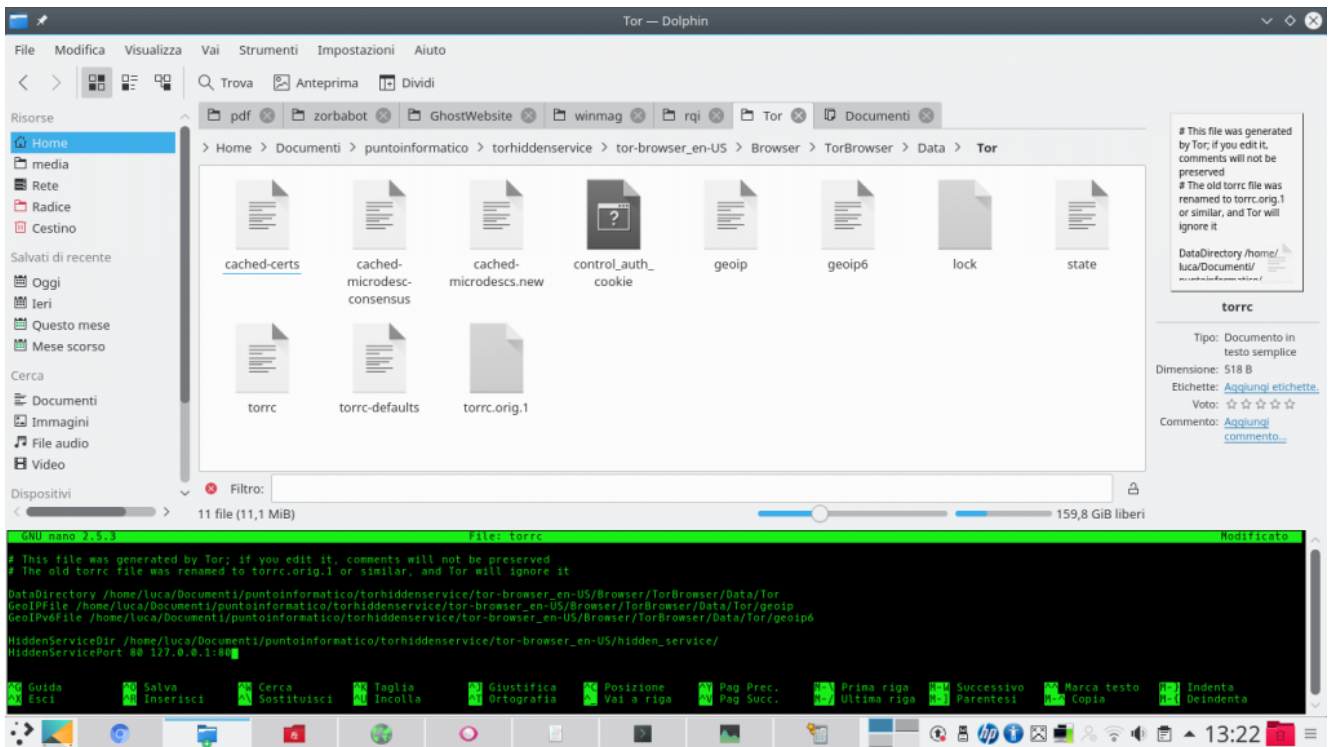 Tor — Dolphin
File Modifica Visualizza Vai Strumenti Impostazioni Aiuto
Trova Anteprima Dividi
Risorse
Home
media
Rete
Radice
Cestino
Salvati di recente
Oggi
Ieri
Questo mese
Mese scorso
Cerca
Documenti
Immagini
File audio
Video
Dispositivi
pdf zorbabot GhostWebsite winmag rqi Tor Documenti
> Home > Documenti > puntoinformatico > torhiddenservice > tor-browser_en-US > Browser > TorBrowser > Data > Tor
cached-certs
cached-
microdesc-
consensus
cached-
microdescs.new
control_auth_
cookie
geoip
geoip6
lock
state
torrc
torrc-defaults
torrc.orig.1
Filtro:
11 file (11,1 MiB)
159,8 GiB liberi
# This file was generated
by Tor; if you edit it,
comments will not be
preserved
# The old torrc file was
renamed to torrc.orig.1
or similar, and Tor will
ignore it
DataDirectory /home/
luca/Documenti/
torrc
Tipo: Documento in
testo semplice
Dimensione: 518 B
Etichette: Aggiungi etichette.
Voto:
Commento: Aggiungi
commento...
GNU nano 2.5.3 File: torrc Modificato
# This file was generated by Tor; if you edit it, comments will not be preserved
# The old torrc file was renamed to torrc.orig.1 or similar, and Tor will ignore it
DataDirectory /home/luca/Documenti/puntoinformatico/torhiddenservice/tor-browser_en-US/Browser/TorBrowser/Data/Tor
GeoIPFile /home/luca/Documenti/puntoinformatico/torhiddenservice/tor-browser_en-US/Browser/TorBrowser/Data/Tor/geoip
GeoIPv6File /home/luca/Documenti/puntoinformatico/torhiddenservice/tor-browser_en-US/Browser/TorBrowser/Data/Tor/geoip6
HiddenServiceDir /home/luca/Documenti/puntoinformatico/torhiddenservice/tor-browser_en-US/hidden_service/
HiddenServicePort 80 127.0.0.1:80
^G Guida ^O Salva ^W Cerca ^K Taglia ^J Giustifica ^C Posizione ^Y Pag Prec. M-\ Prima riga M-W Successivo ^^ Marca testo M-} Indenta
^X Esci ^R Inserisci ^\ Sostituisci ^U Incolla ^T Ortografia ^_ Vai a riga ^V Pag Succ. M-/ Ultima riga M-] Parentesi M-^ Copia M-{ Deindenta
13:22